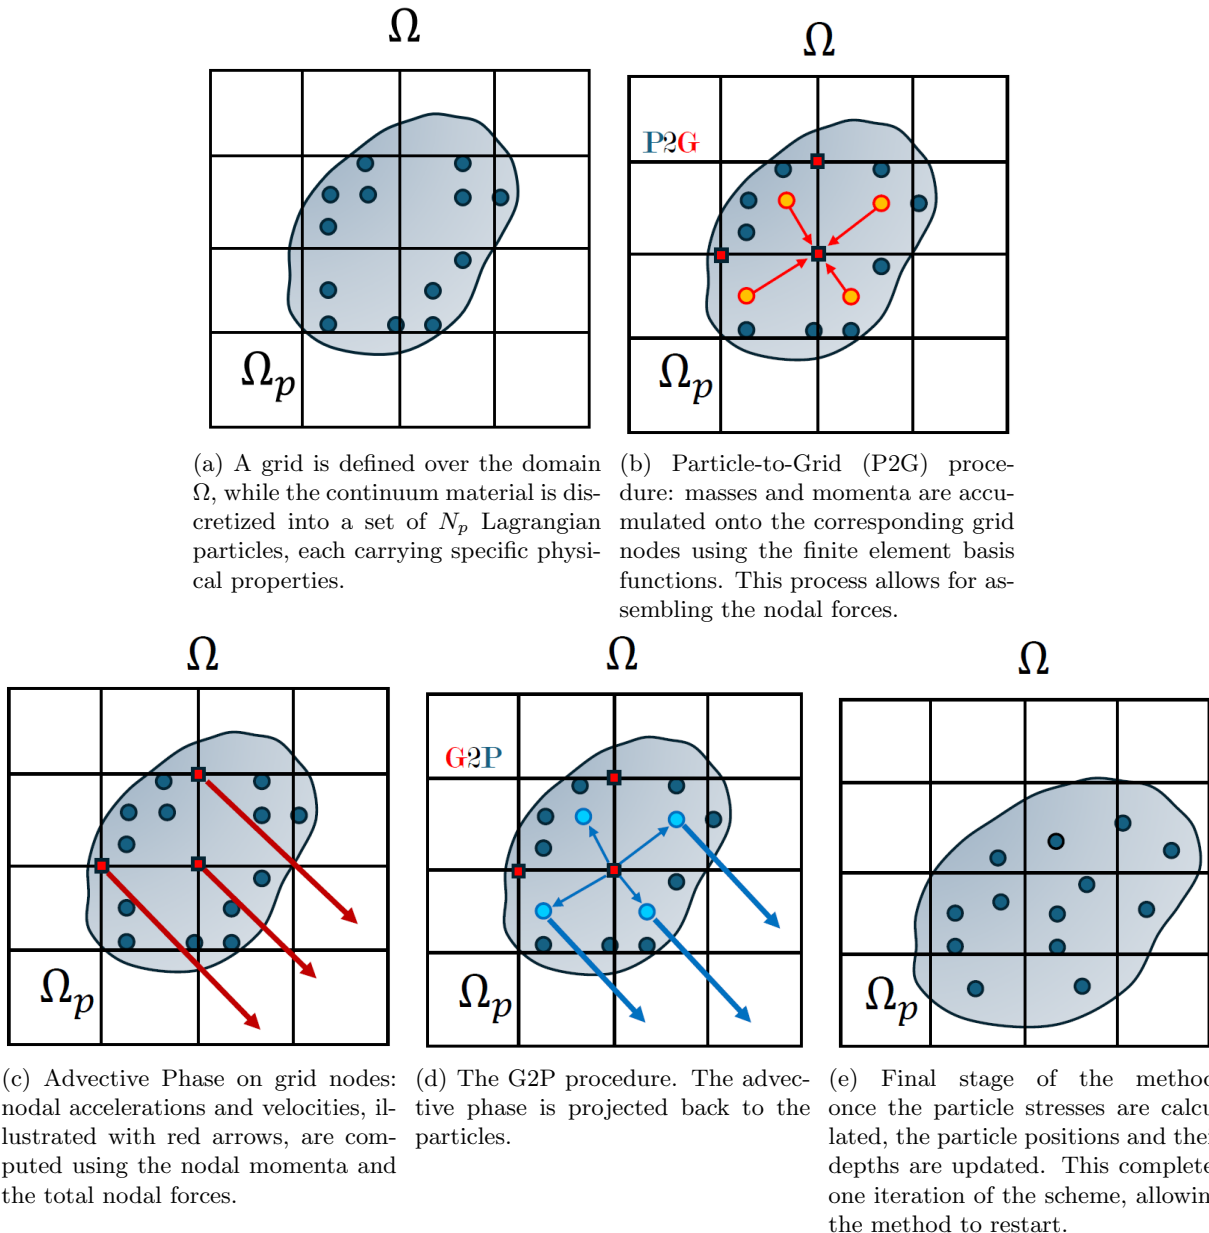 Ω
Ω
P2G
Ωp
Ωp
(a) A grid is defined over the domain
Ω, while the continuum material is dis-
cretized into a set of Np Lagrangian
particles, each carrying specific physi-
cal properties.
(b) Particle-to-Grid (P2G) proce-
dure: masses and momenta are accu-
mulated onto the corresponding grid
nodes using the finite element basis
functions. This process allows for as-
sembling the nodal forces.
Ω
Ω
Ω
G2P
Ωp
Ωp
Ωp
(c) Advective Phase on grid nodes:
nodal accelerations and velocities, il-
lustrated with red arrows, are com-
puted using the nodal momenta and
the total nodal forces.
(d) The G2P procedure. The advec-
tive phase is projected back to the
particles.
(e) Final stage of the method
once the particle stresses are calcu
lated, the particle positions and the
depths are updated. This complete
one iteration of the scheme, allowin
the method to restart.